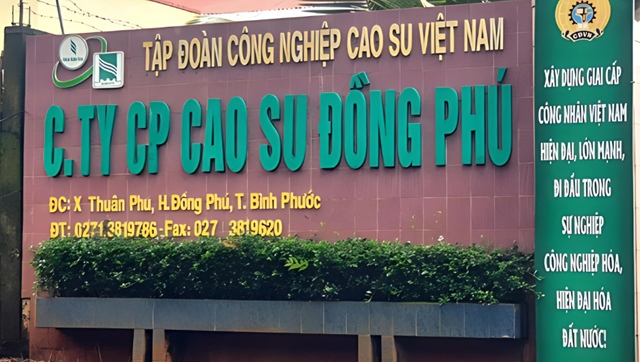 TẬP ĐOÀN CÔNG NGHIỆP CAO SU VIỆT NAM
C.TY CP CAO SU ĐỒNG PHÚ
ĐC: X Thuân Phu, H.Đồng Phú, T. Bình Phước
ĐT: 0271.3819786 -Fax: 027 3819620
CĐVN
XÂY DỰNG GIAI CẤP
CÔNG NHÂN VIỆT NAM
HIỆN ĐẠI, LỚN MẠNH,
ĐI ĐẦU TRONG
SỰ NGHIỆP
CÔNG NGHIỆP HÓA,
HIỆN ĐẠI HÓA
ĐẤT NƯỚC!